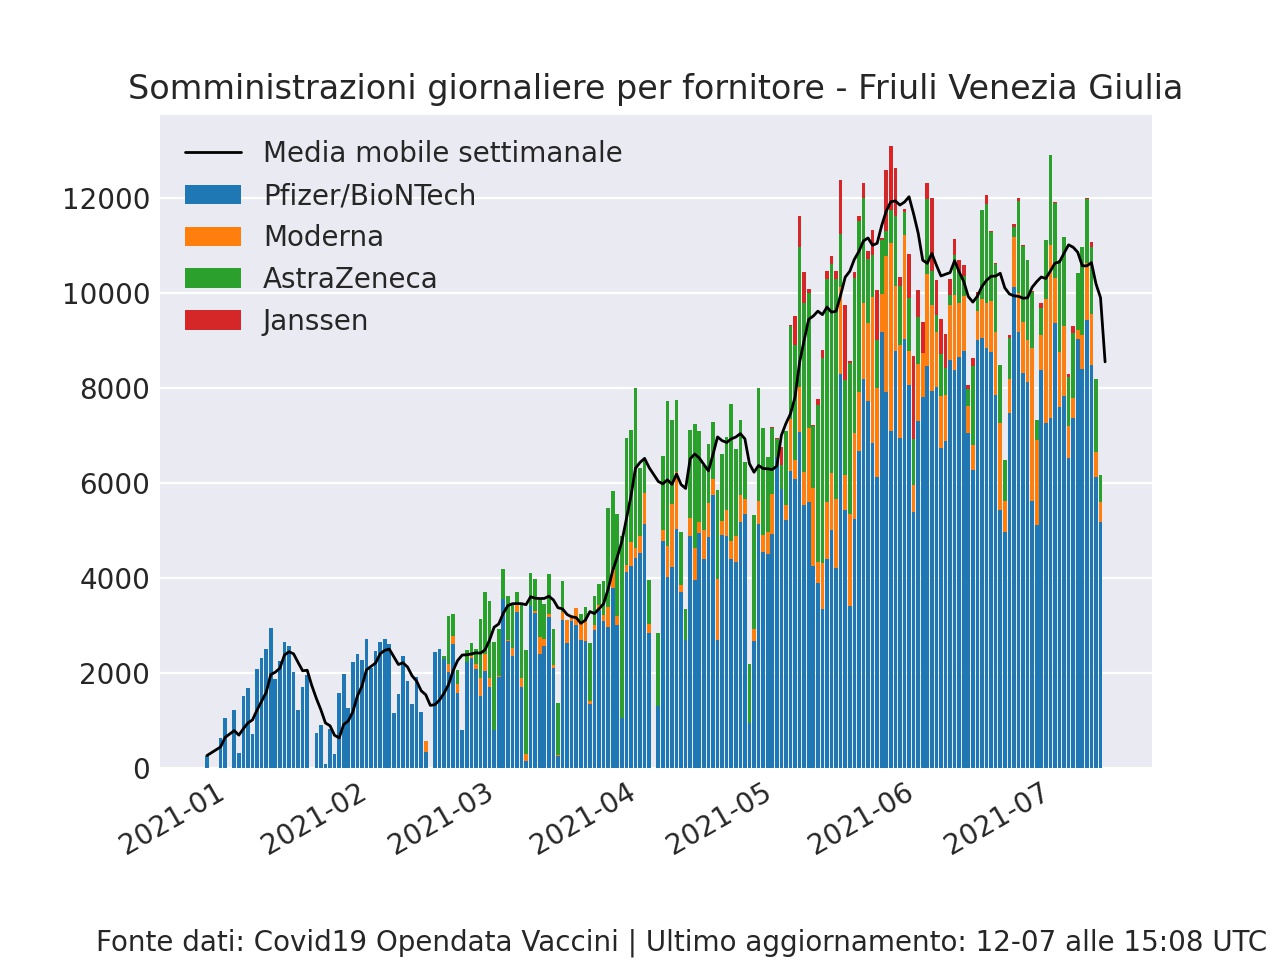 Somministrazioni giornaliere per fornitore - Friuli Venezia Giulia
Media mobile settimanale
Pfizer/BioNTech
Moderna
AstraZeneca
Janssen
12000
10000
8000
6000
4000
2000
0
2021-01
2021-02
2021-03
2021-04
2021-05
2021-06
2021-07
Fonte dati: Covid19 Opendata Vaccini | Ultimo aggiornamento: 12-07 alle 15:08 UTC